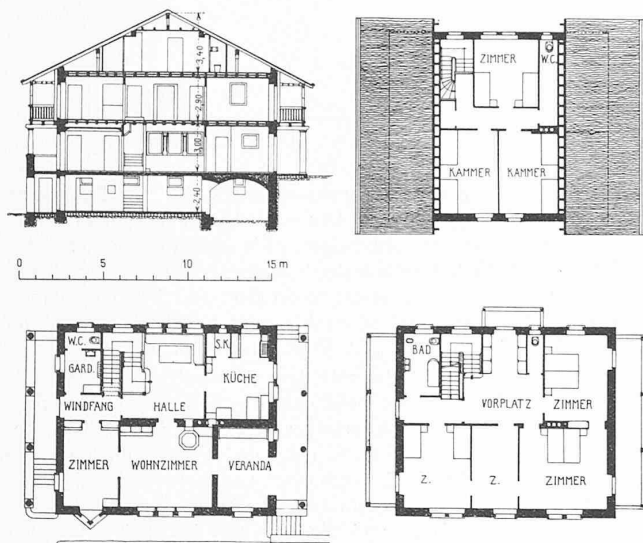 3,40
2,90
3,00
2,40
ZIMMER
W.C.
KAMMER KAMMER
0 5 10 15 m
W.C.
GARD.
S.K.
KÜCHE
WINDFANG HALLE
ZIMMER WOHNZIMMER VERANDA
BAD
VORPLATZ ZIMMER
Z. Z. ZIMMER